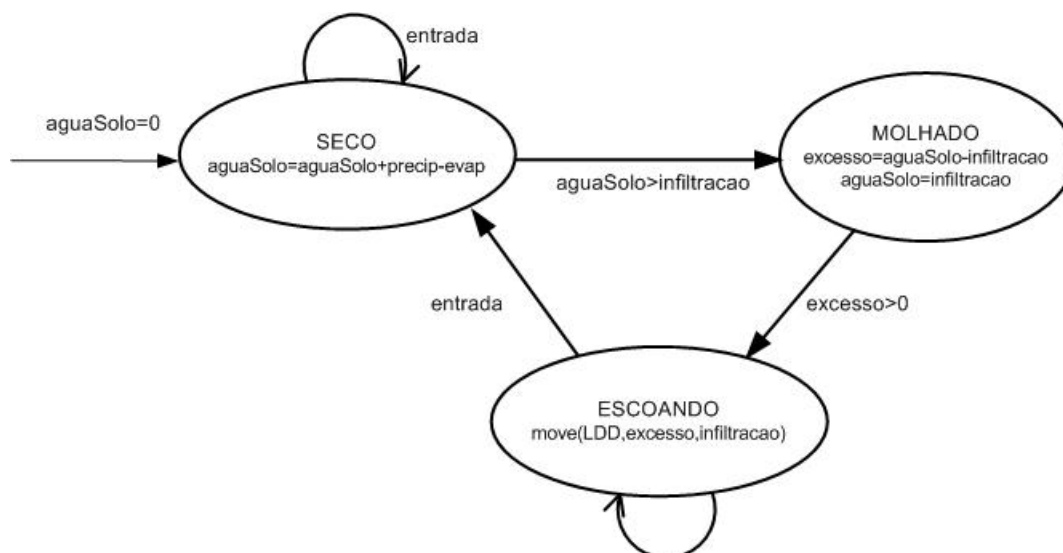 entrada
aguaSolo=0
SECO
aguaSolo=aguaSolo+precip-evap
aguaSolo>infiltracao
MOLHADO
excesso=aguaSolo-infiltracao
aguaSolo=infiltracao
entrada
excesso>0
ESCOANDO
move(LDD,excesso,infiltracao)